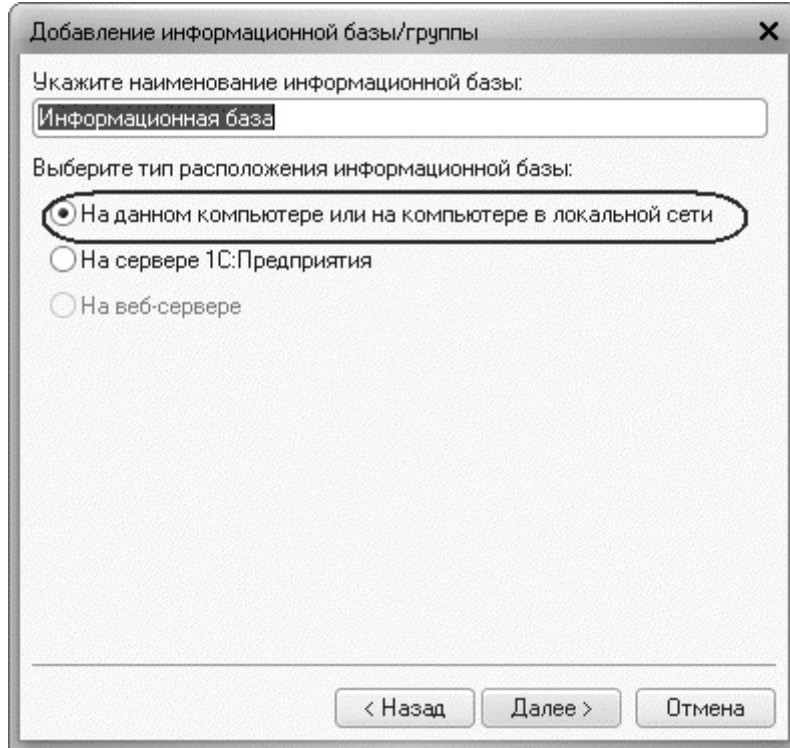 Добавление информационной базы/группы
Укажите наименование информационной базы:
Информационная база
Выберите тип расположения информационной базы:
На данном компьютере или на компьютере в локальной сети
На сервере 1С:Предприятия
На веб-сервере
< Назад Далее > Отмена